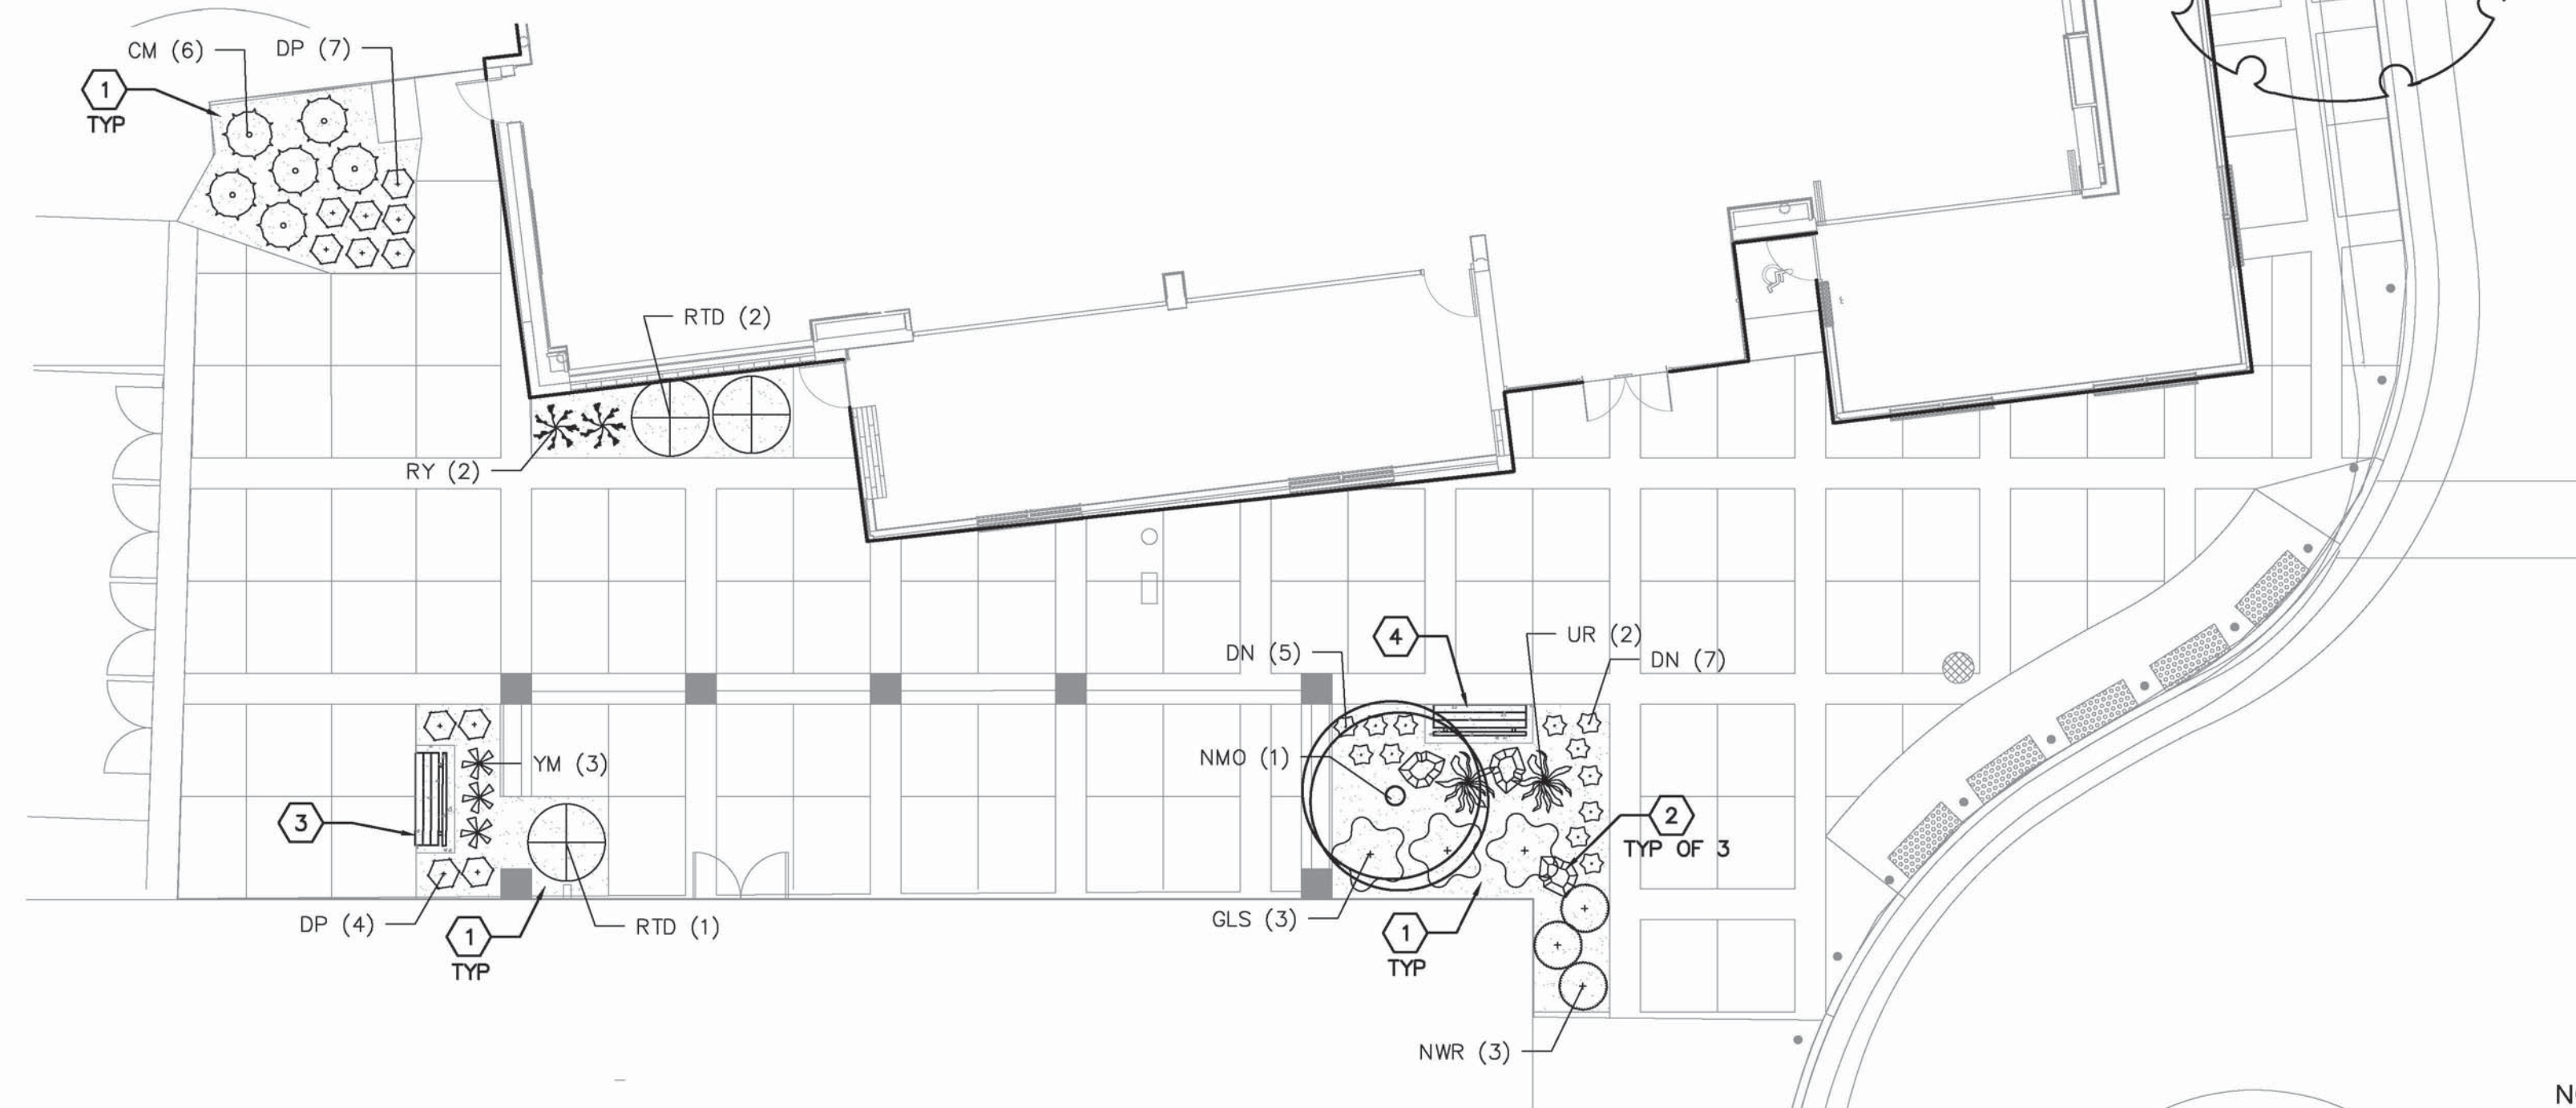 CM (6)
DP (7)
1
TYP
RTD (2)
RY (2)
4
UR (2)
DN (5)
DN (7)
NMO (1)
YM (3)
3
2
TYP OF 3
DP (4)
1
TYP
RTD (1)
GLS (3)
1
TYP
NWR (3)
N